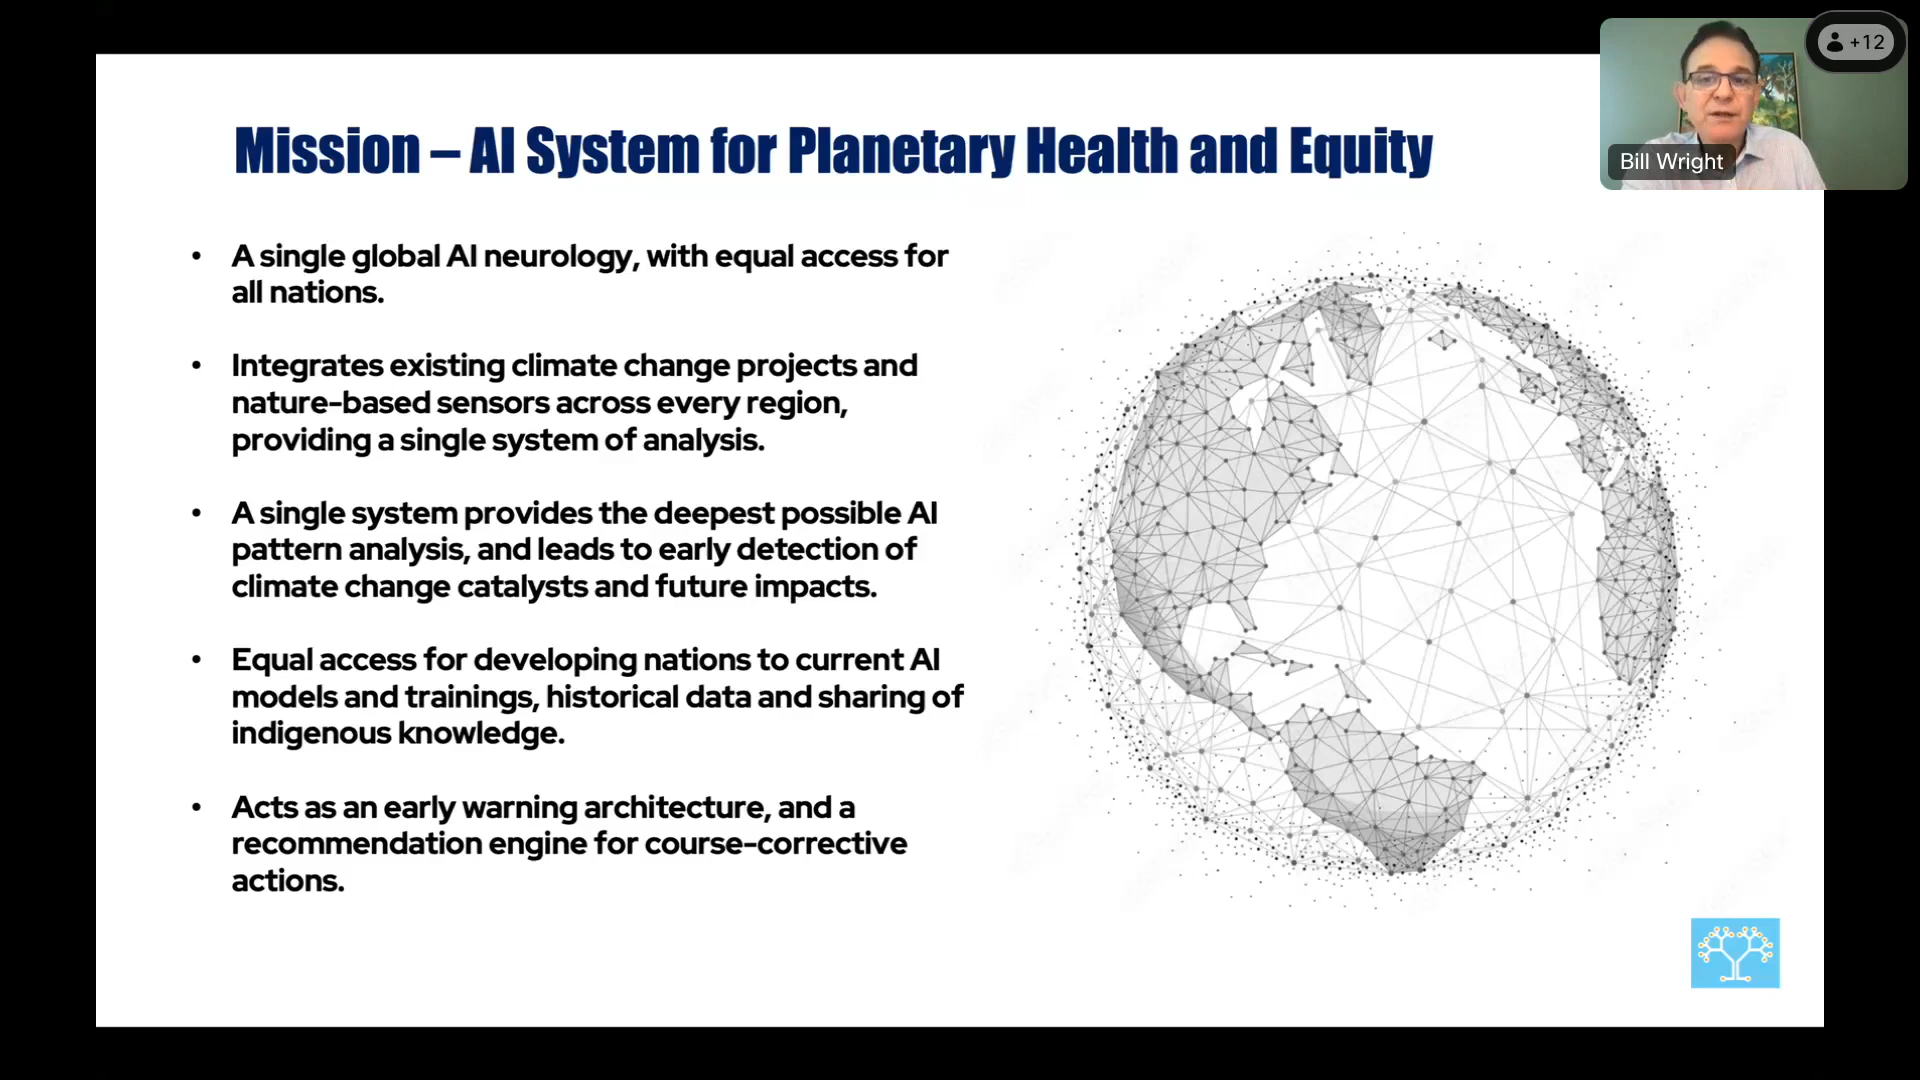 +12
Bill Wright
Mission – AI System for Planetary Health and Equity
• A single global AI neurology, with equal access for
all nations.
• Integrates existing climate change projects and
nature-based sensors across every region,
providing a single system of analysis.
• A single system provides the deepest possible AI
pattern analysis, and leads to early detection of
climate change catalysts and future impacts.
• Equal access for developing nations to current AI
models and trainings, historical data and sharing of
indigenous knowledge.
• Acts as an early warning architecture, and a
recommendation engine for course-corrective
actions.